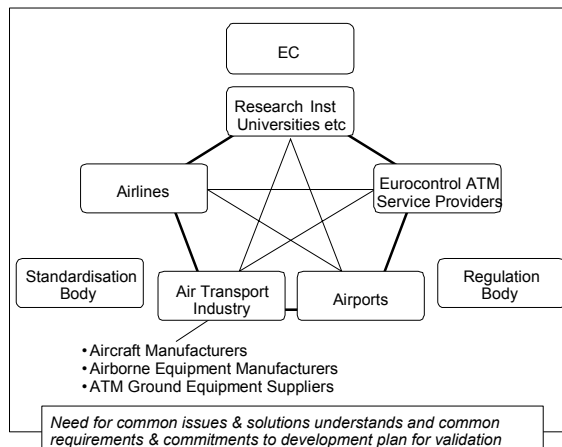 EC
Research Inst
Universities etc
Airlines
Eurocontrol ATM
Service Providers
Standardisation
Body
Air Transport
Industry
Airports
Regulation
Body
• Aircraft Manufacturers
• Airborne Equipment Manufacturers
• ATM Ground Equipment Suppliers
Need for common issues & solutions understands and common
requirements & commitments to development plan for validation